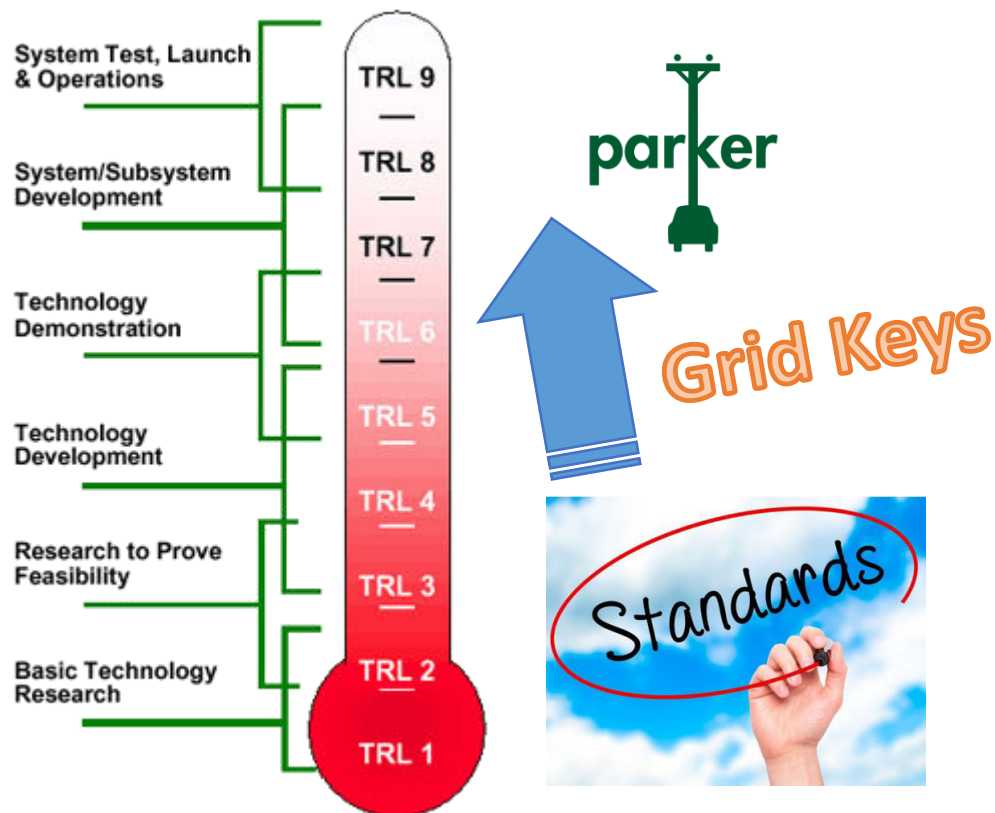 System Test, Launch
& Operations
System/Subsystem
Development
Technology
Demonstration
Technology
Development
Research to Prove
Feasibility
Basic Technology
Research
TRL 9
TRL 8
TRL 7
TRL 6
TRL 5
TRL 4
TRL 3
TRL 2
TRL 1
parker
Grid Keys
Standards